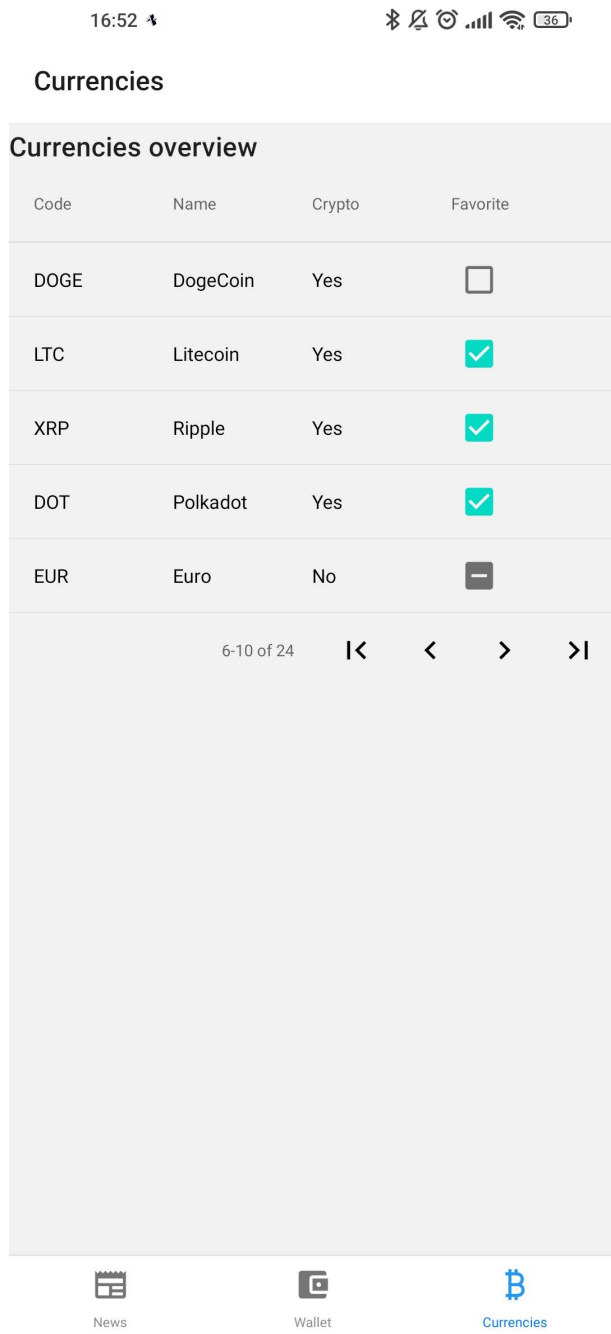 16:52
36
Currencies
Currencies overview
Code Name Crypto Favorite
DOGE DogeCoin Yes
LTC Litecoin Yes
XRP Ripple Yes
DOT Polkadot Yes
EUR Euro No
6-10 of 24
News Wallet Currencies